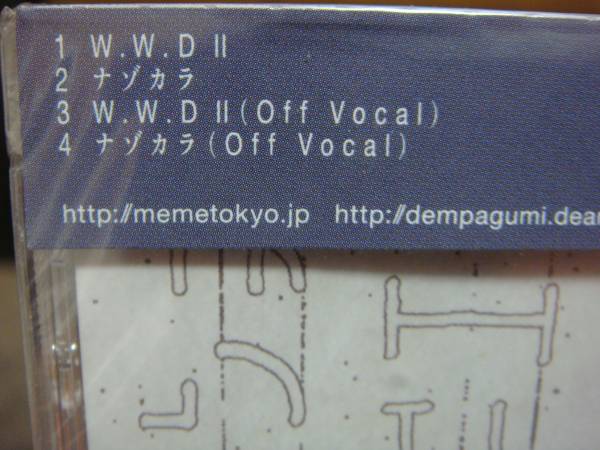 1 W.W.D II
2 ナゾカラ
3 W.W.D II(Off Vocal)
4 ナゾカラ(Off Vocal)
http://memetokyo.jp http://dempagumi.dear